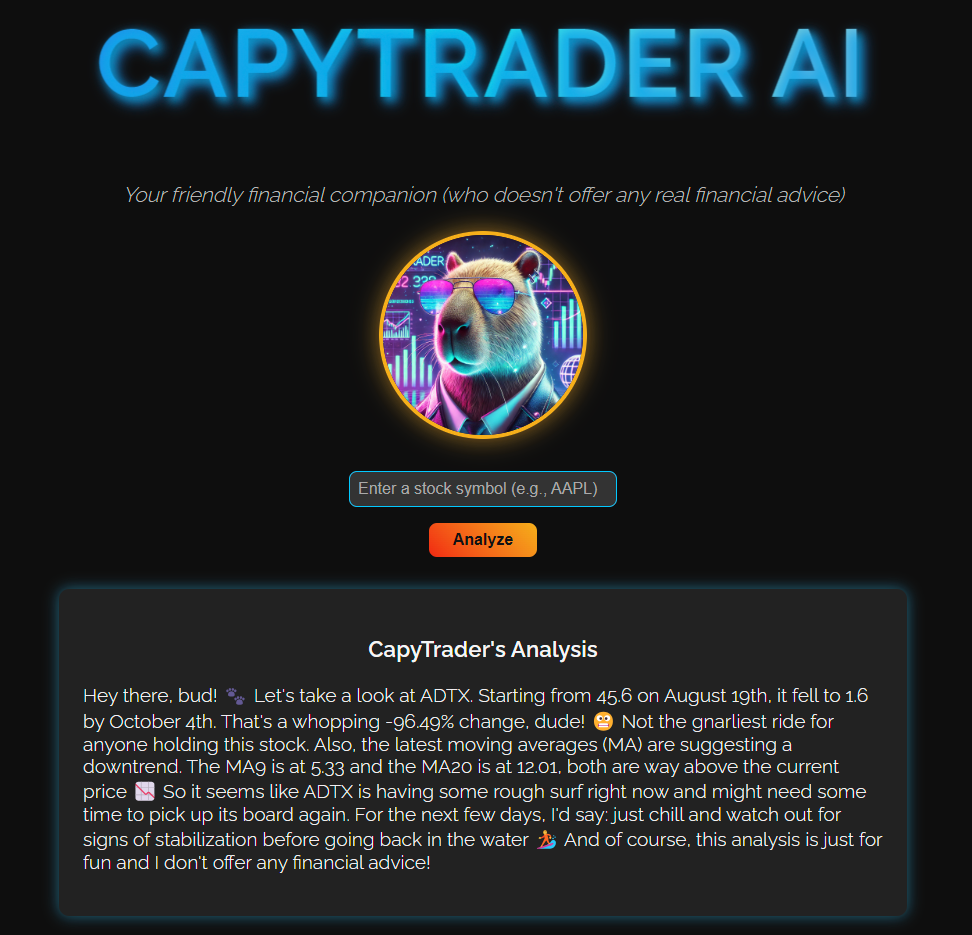 CAPYTRADER AI
Your friendly financial companion (who doesn't offer any real financial advice)
Enter a stock symbol (e.g., AAPL)
Analyze
CapyTrader's Analysis
Hey there, bud! 🐾 Let's take a look at ADTX. Starting from 45.6 on August 19th, it fell to 1.6
by October 4th. That's a whopping -96.49% change, dude! 😬 Not the gnarliest ride for
anyone holding this stock. Also, the latest moving averages (MA) are suggesting a
downtrend. The MA9 is at 5.33 and the MA20 is at 12.01, both are way above the current
price 📉 So it seems like ADTX is having some rough surf right now and might need some
time to pick up its board again. For the next few days, I'd say: just chill and watch out for
signs of stabilization before going back in the water 🏄 And of course, this analysis is just for
fun and I don't offer any financial advice!